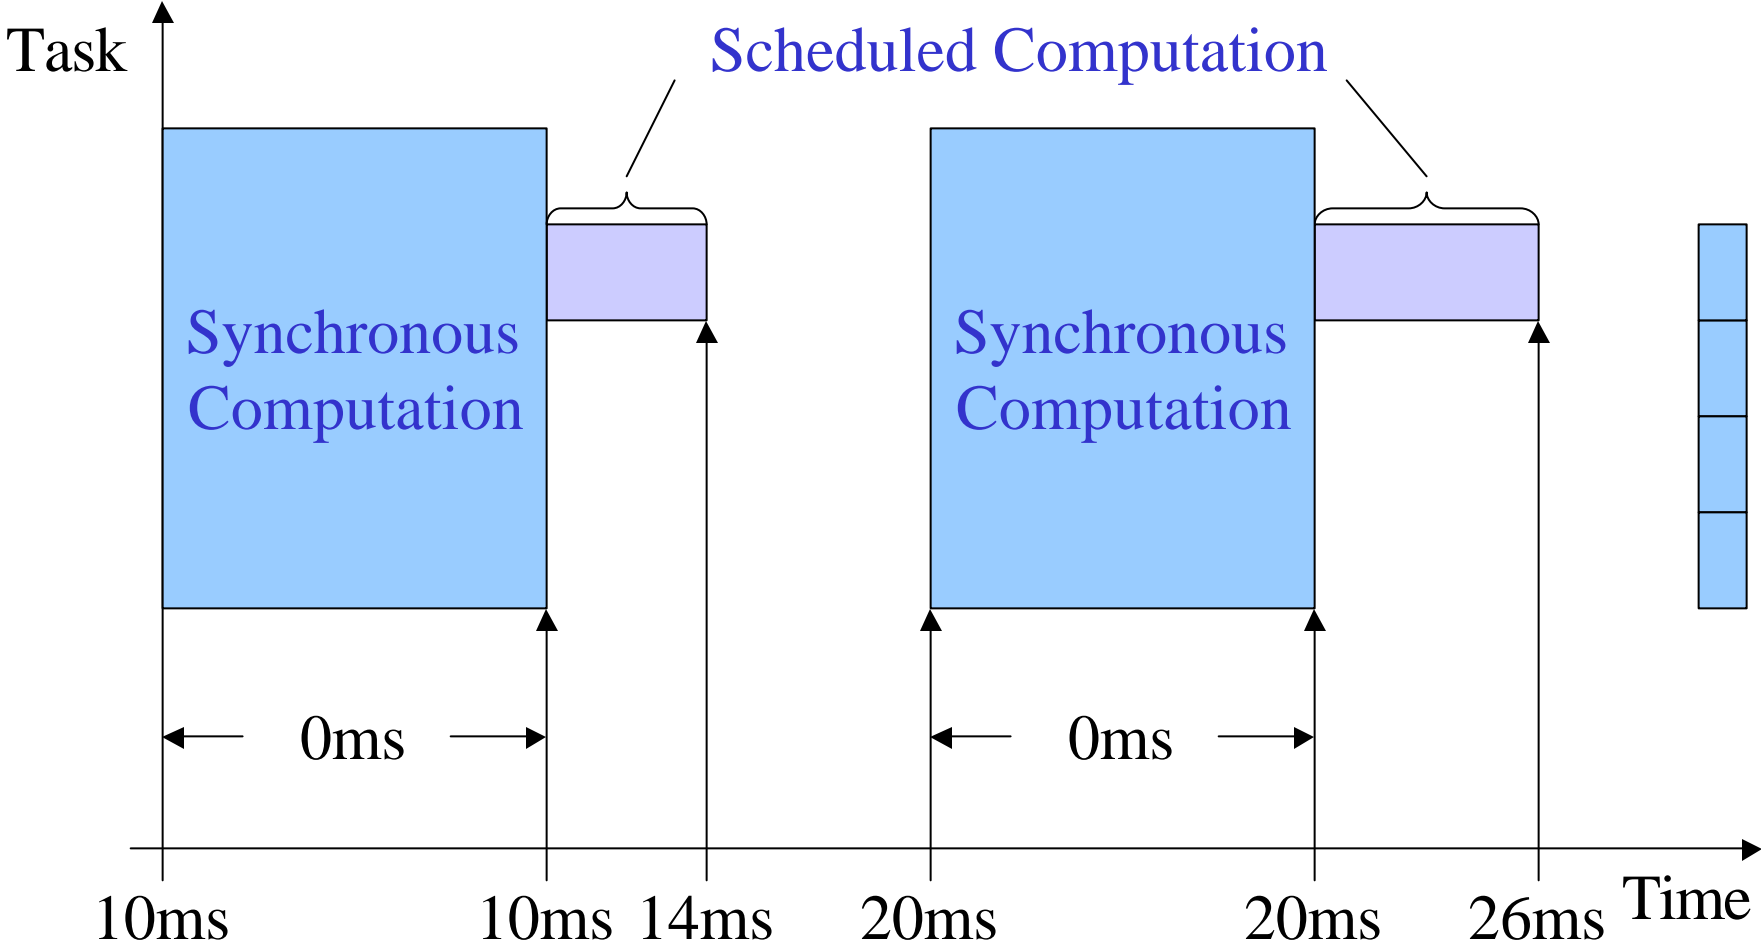 Task
Scheduled Computation
Synchronous
Computation
Synchronous
Computation
0ms
0ms
10ms
10ms
14ms
20ms
20ms
26ms
Time